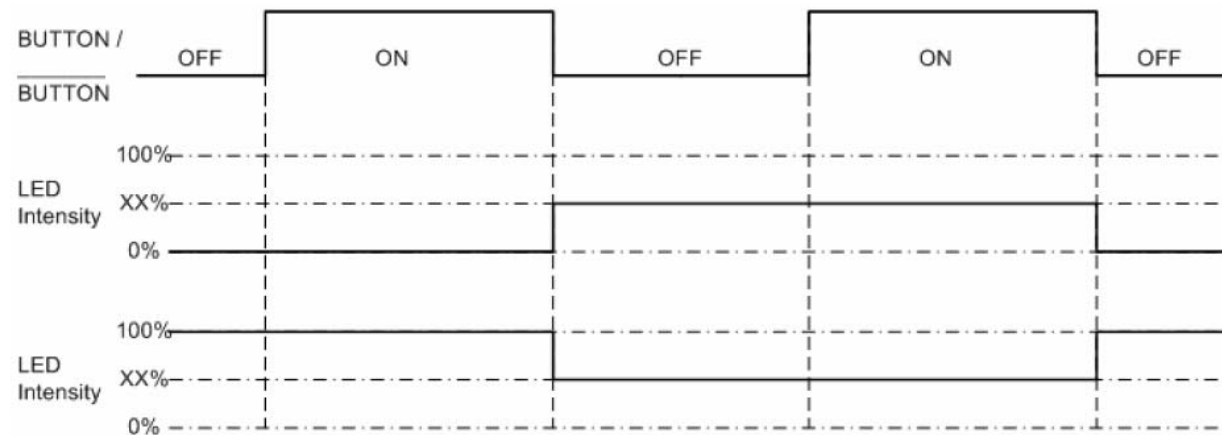 BUTTON /
BUTTON
OFF ON OFF ON OFF
100%
LED
Intensity
XX%
0%
100%
LED
Intensity
XX%
0%